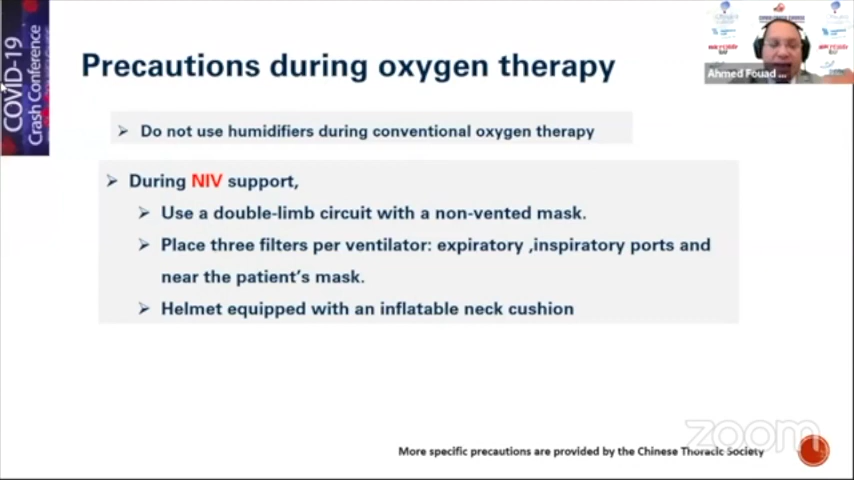 COVID-19
Crash Conference
Precautions during oxygen therapy
Ahmed Fouad ...
➢ Do not use humidifiers during conventional oxygen therapy
➢ During NIV support,
➢ Use a double-limb circuit with a non-vented mask.
➢ Place three filters per ventilator: expiratory ,inspiratory ports and
near the patient's mask.
➢ Helmet equipped with an inflatable neck cushion
zoom
More specific precautions are provided by the Chinese Thoracic Society